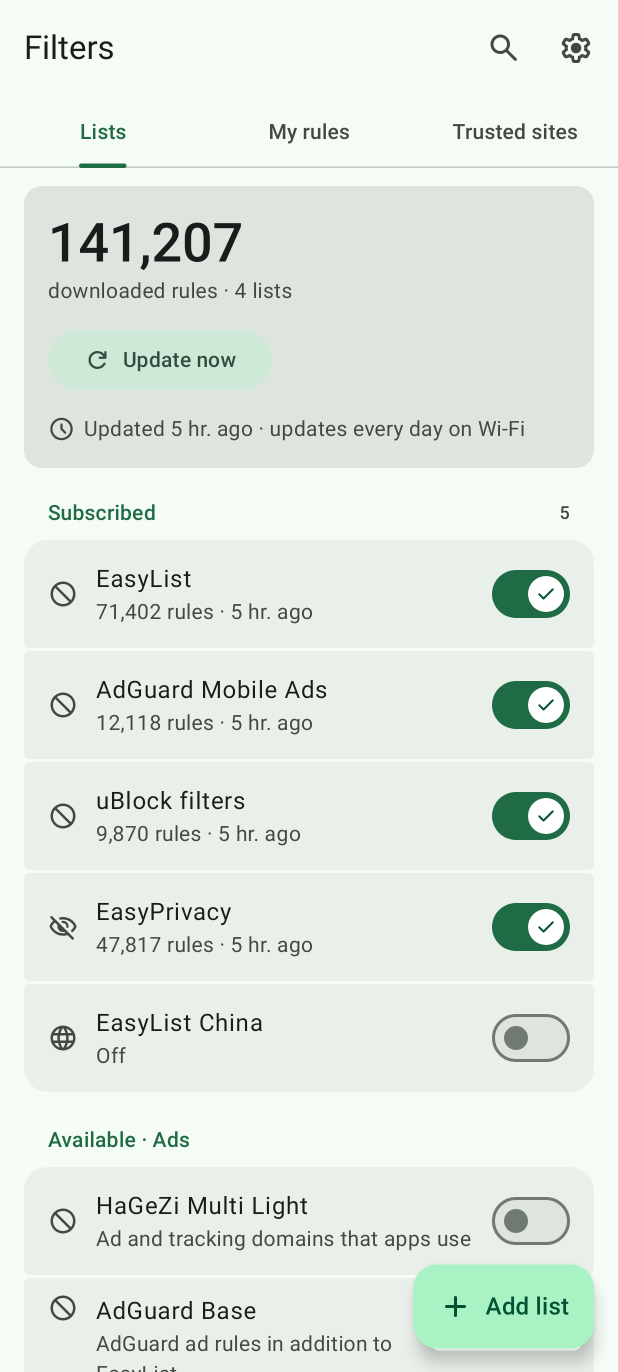 Filters
Lists
My rules
Trusted sites
141,207
downloaded rules · 4 lists
Update now
Updated 5 hr. ago · updates every day on Wi-Fi
Subscribed
5
EasyList
71,402 rules · 5 hr. ago
AdGuard Mobile Ads
12,118 rules · 5 hr. ago
uBlock filters
9,870 rules · 5 hr. ago
EasyPrivacy
47,817 rules · 5 hr. ago
EasyList China
Off
Available · Ads
HaGeZi Multi Light
Ad and tracking domains that apps use
AdGuard Base
AdGuard ad rules in addition to
EasyList
Add list